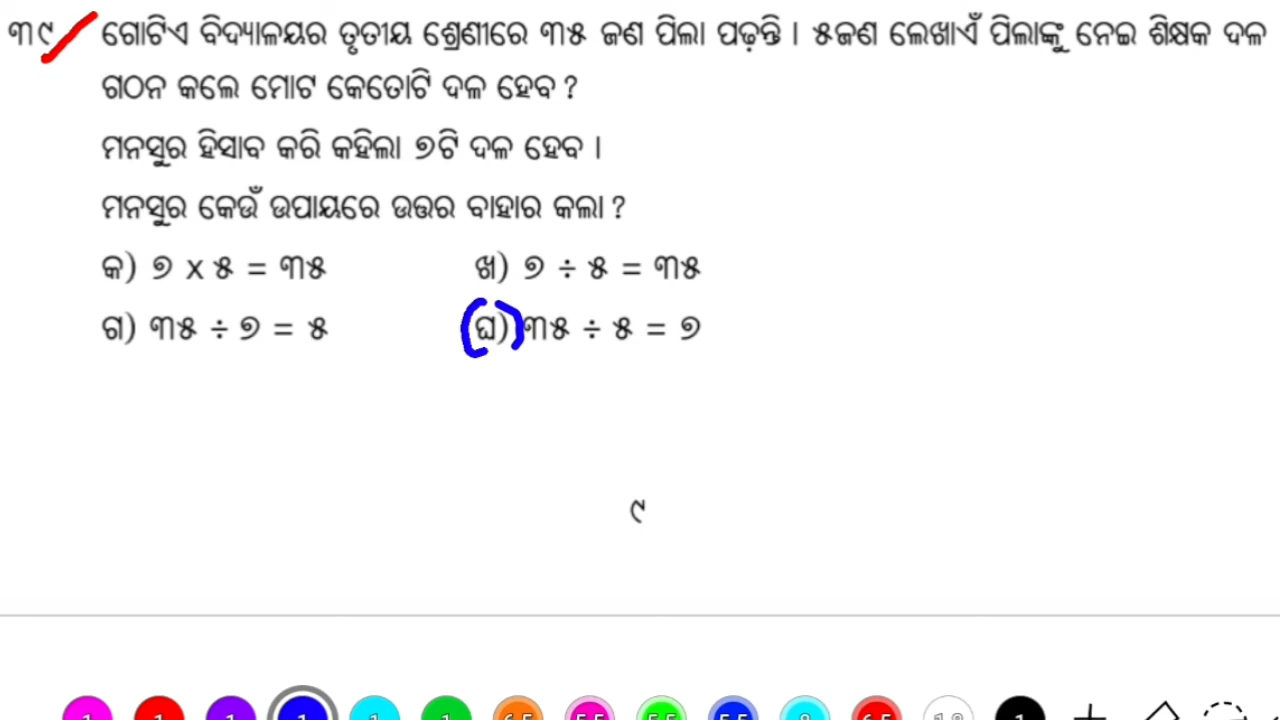 ୩୯ ଗୋଟିଏ ବିଦ୍ୟାଳୟର ତୃତୀୟ ଶ୍ରେଣୀରେ ୩୫ ଜଣ ପିଲା ପଢ଼ନ୍ତି । ୫ଜଣ ଲେଖାଏଁ ପିଲାଙ୍କୁ ନେଇ ଶିକ୍ଷକ ଦଳ
ଗଠନ କଲେ ମୋଟ କେତୋଟି ଦଳ ହେବ ?
ମନସୁର ହିସାବ କରି କହିଲା ୭ଟି ଦଳ ହେବ ।
ମନସୁର କେଉଁ ଉପାୟରେ ଉତ୍ତର ବାହାର କଲା ?
କ) ୭ x ୫ = ୩୫ ଖ) ୭ ÷ ୫ = ୩୫
ଗ) ୩୫ ÷ ୭ = ୫ ଘ) ୩୫ ÷ ୫ = ୭
୯